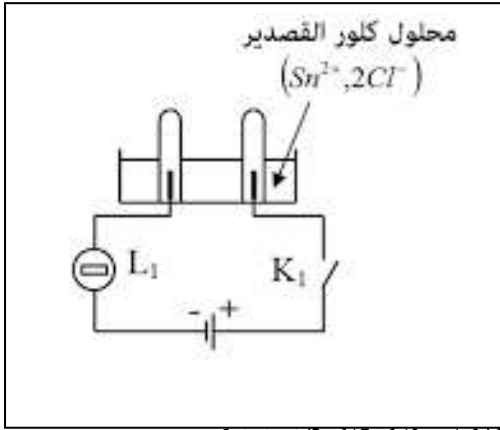 محلول كلور القصدير
(Sn²⁺,2Cl⁻)
L₁
K₁
- +